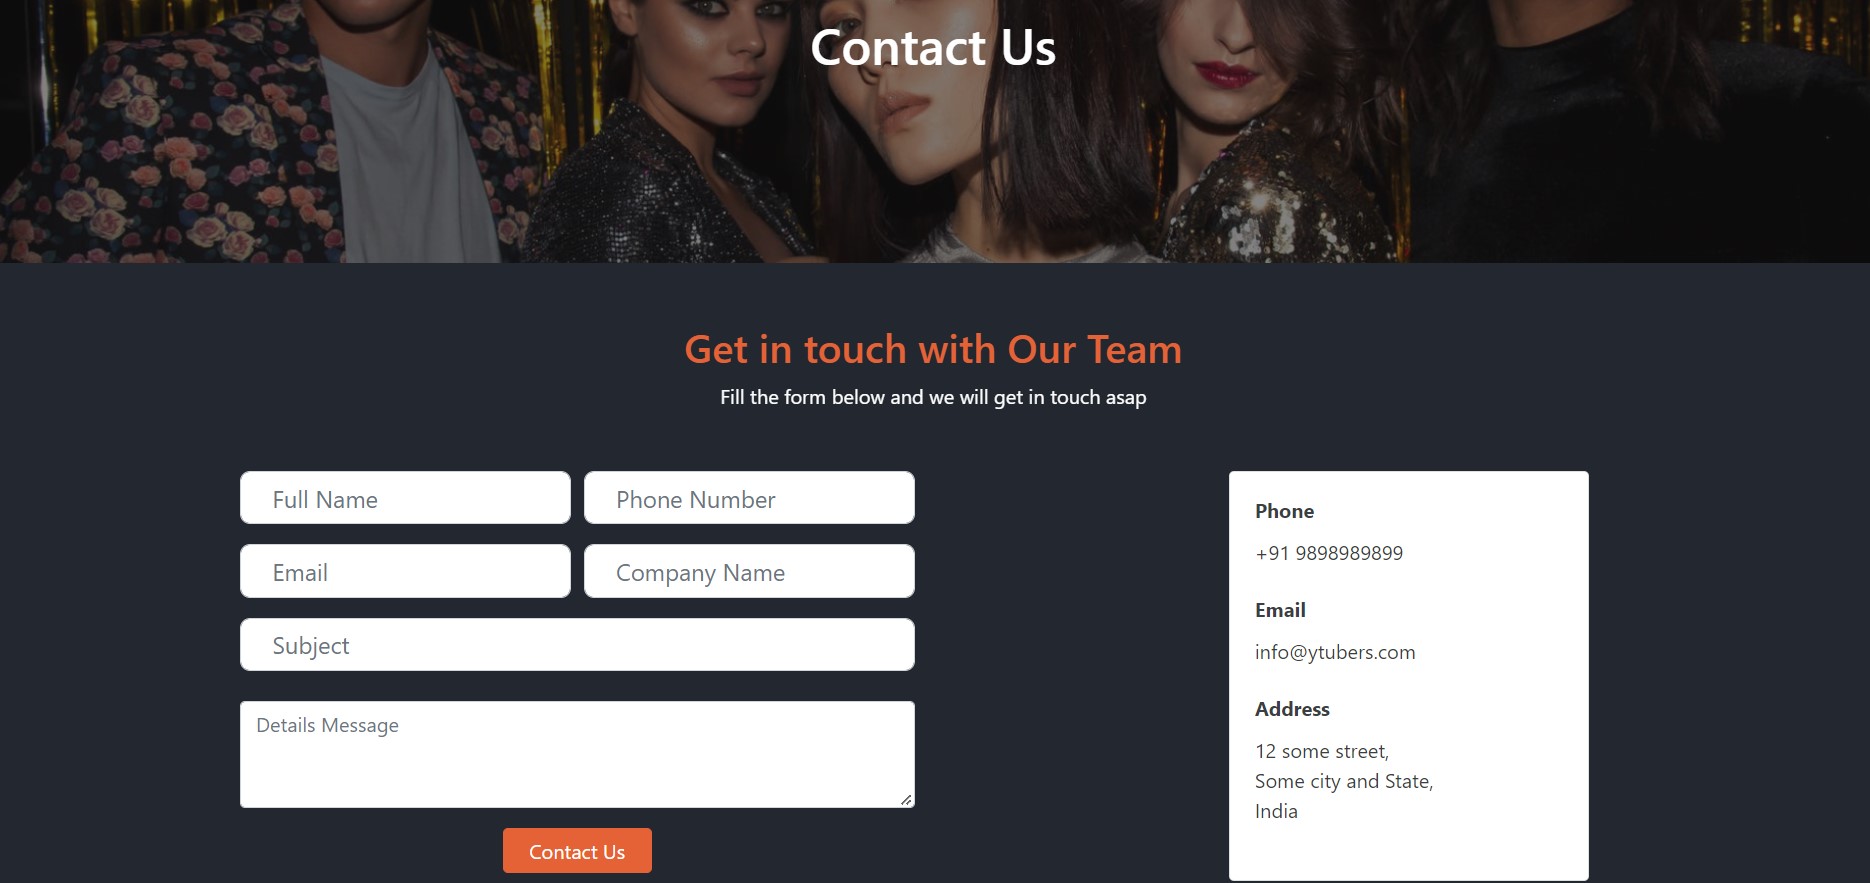 Contact Us
Get in touch with Our Team
Fill the form below and we will get in touch asap
Full Name
Phone Number
Email
Company Name
Subject
Details Message
Contact Us
Phone
+91 9898989899
Email
info@ytubers.com
Address
12 some street,
Some city and State,
India